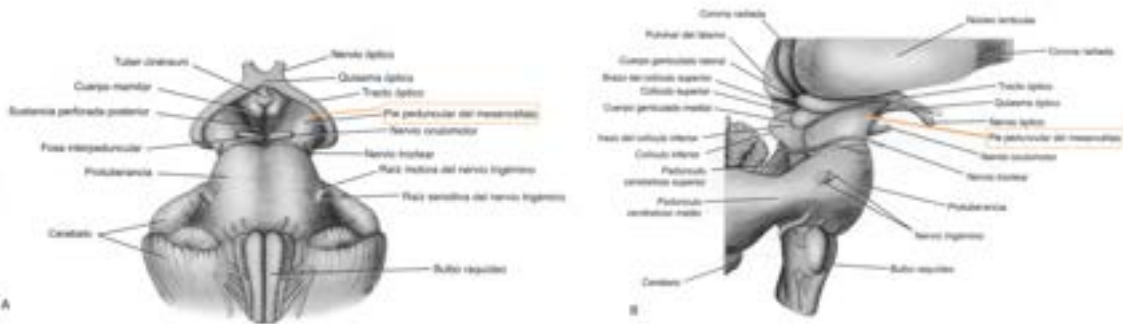 Nervio óptico
Tuber cinereum
Quiasma óptico
Cuerpo mamilar
Tracto óptico
Sustancia perforada posterior
Pie peduncular del mesencéfalo
Nervio oculomotor
Fosa interpeduncular
Nervio troclear
Protuberancia
Raíz motora del nervio trigémino
Raíz sensitiva del nervio trigémino
Cerebelo
Bulbo raquídeo
A
Corona radiada
Núcleo lenticular
Pulvinar del tálamo
Corona radiada
Cuerpo geniculado lateral
Brazo del colículo superior
Tracto óptico
Colículo superior
Quiasma óptico
Cuerpo geniculado medial
Nervio óptico
Pie peduncular del mesencéfalo
Brazo del colículo inferior
Colículo inferior
Nervio oculomotor
Pedúnculo
cerebeloso superior
Nervio troclear
Pedúnculo
cerebeloso medio
Protuberancia
Nervio trigémino
Cerebelo
Bulbo raquídeo
B